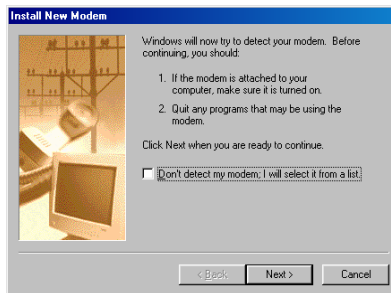 Install New Modem
Windows will now try to detect your modem. Before
continuing, you should:
1. If the modem is attached to your
computer, make sure it is turned on.
2. Quit any programs that may be using the
modem.
Click Next when you are ready to continue.
Don't detect my modem; I will select it from a list.
< Back
Next >
Cancel